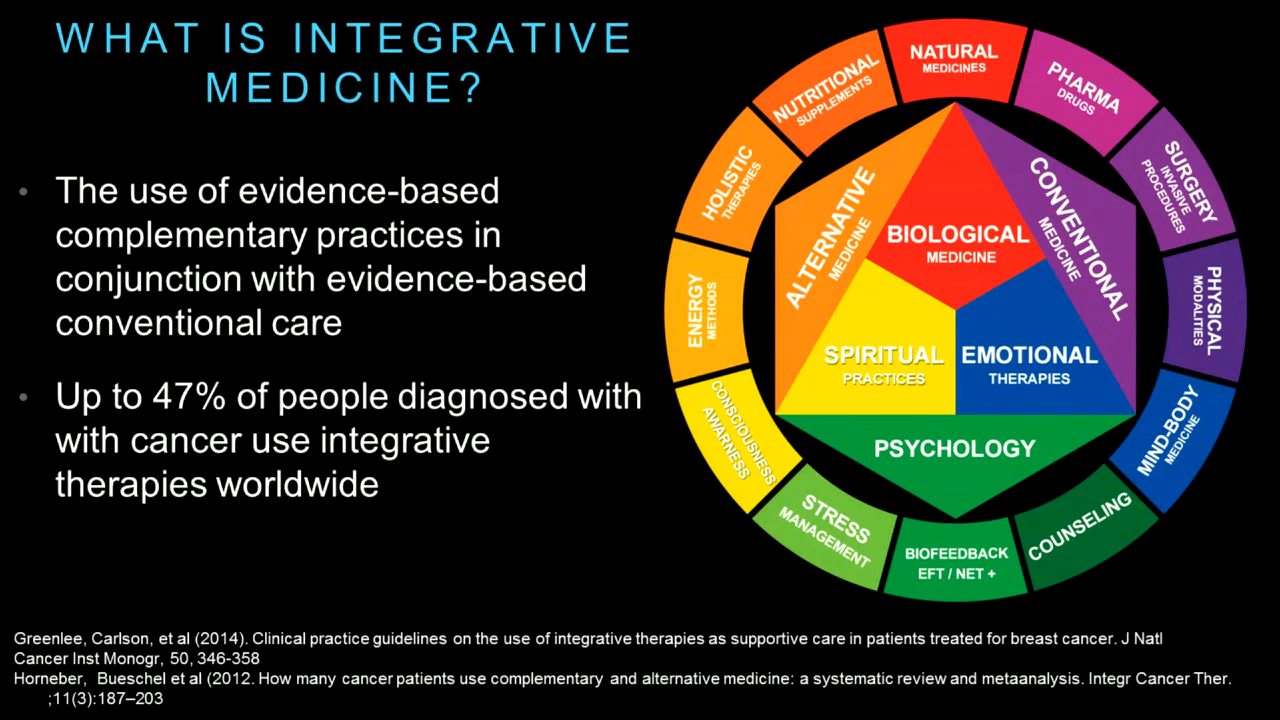 WHAT IS INTEGRATIVE
MEDICINE?
• The use of evidence-based
complementary practices in
conjunction with evidence-based
conventional care
• Up to 47% of people diagnosed with
with cancer use integrative
therapies worldwide
NATURAL
MEDICINES
PHARMA
DRUGS
SURGERY
INVASIVE
PROCEDURES
PHYSICAL
MODALITIES
MIND-BODY
MEDICINE
COUNSELING
BIOFEEDBACK
EFT / NET +
STRESS
MANAGEMENT
CONSCIOUSNESS
AWARNESS
ENERGY
METHODS
HOLISTIC
THERAPIES
NUTRITIONAL
SUPPLEMENTS
ALTERNATIVE
MEDICINE
BIOLOGICAL
MEDICINE
CONVENTIONAL
MEDICINE
SPIRITUAL
PRACTICES
EMOTIONAL
THERAPIES
PSYCHOLOGY
Greenlee, Carlson, et al (2014). Clinical practice guidelines on the use of integrative therapies as supportive care in patients treated for breast cancer. J Natl
Cancer Inst Monogr, 50, 346-358
Horneber, Bueschel et al (2012. How many cancer patients use complementary and alternative medicine: a systematic review and metaanalysis. Integr Cancer Ther.
;11(3):187–203